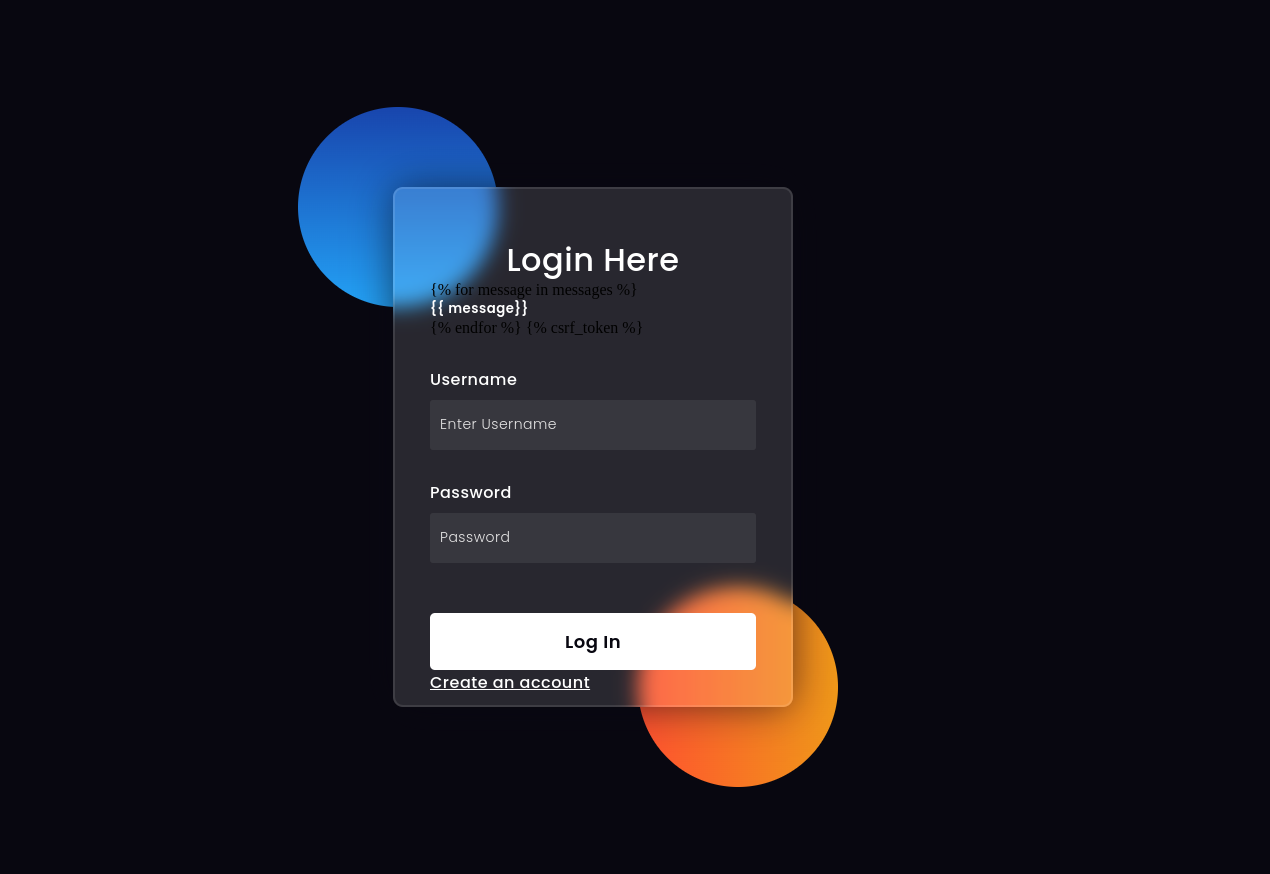 Login Here
{% for message in messages %}
{{ message}}
{% endfor %} {% csrf_token %}
Username
Enter Username
Password
Password
Log In
Create an account